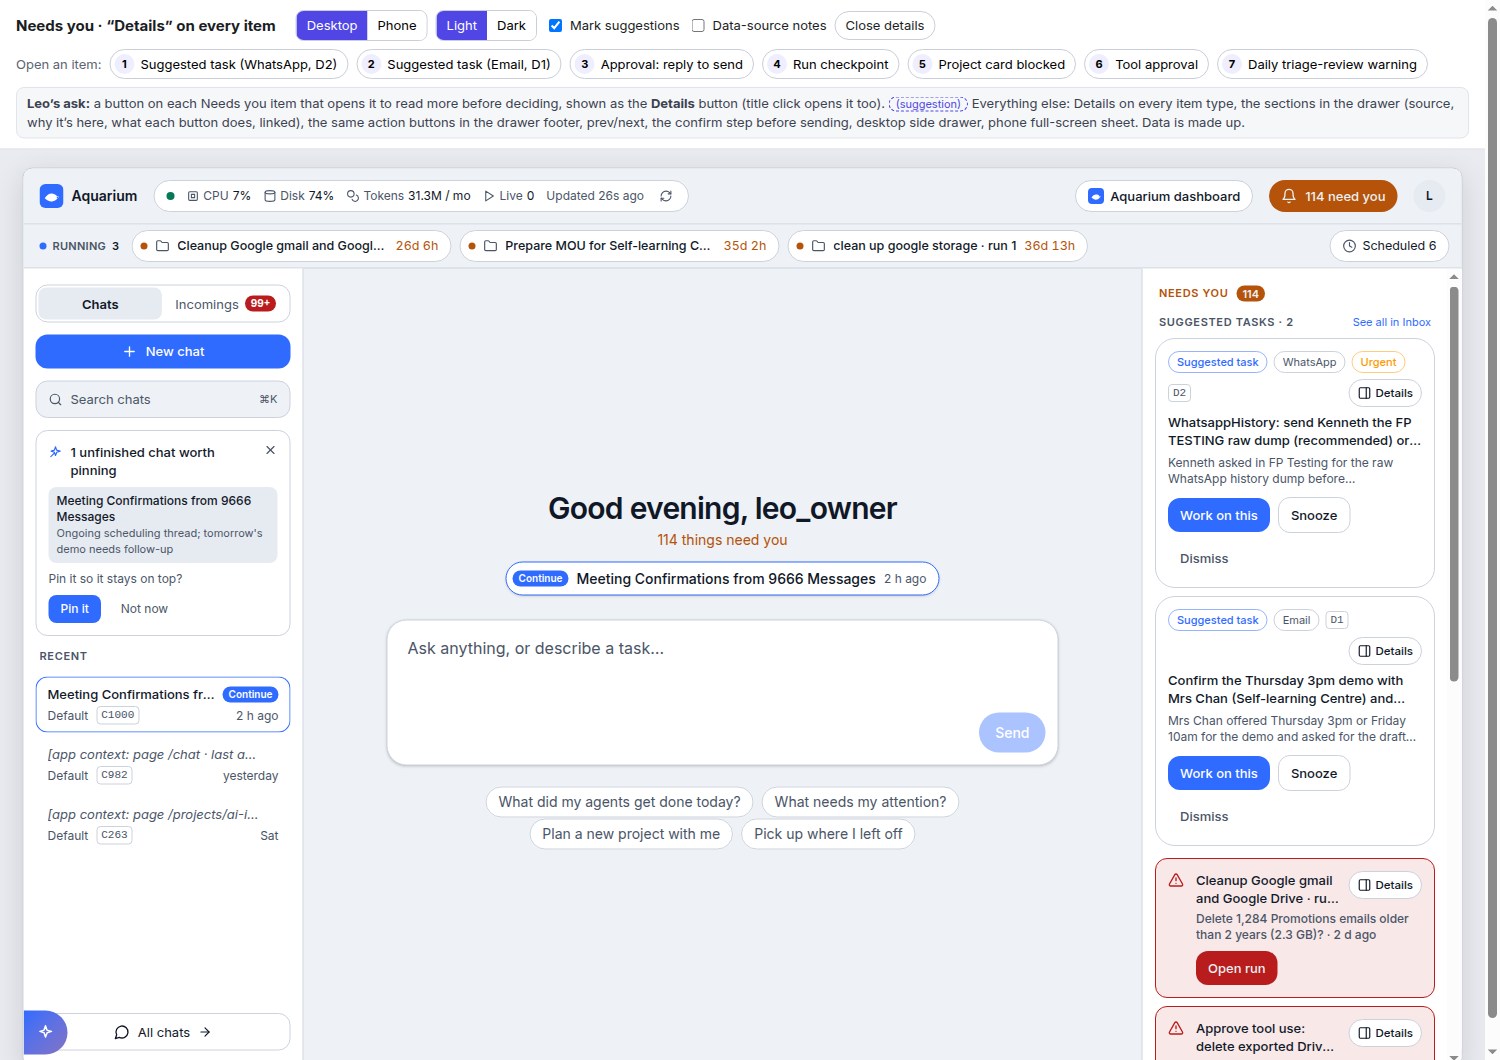 Needs you · “Details” on every item
Desktop Phone
Light Dark
Mark suggestions
Data-source notes
Close details
Open an item:
1 Suggested task (WhatsApp, D2)
2 Suggested task (Email, D1)
3 Approval: reply to send
4 Run checkpoint
5 Project card blocked
6 Tool approval
7 Daily triage-review warning
Leo’s ask: a button on each Needs you item that opens it to read more before deciding, shown as the Details button (title click opens it too). (suggestion) Everything else: Details on every item type, the sections in the drawer (source,
why it’s here, what each button does, linked), the same action buttons in the drawer footer, prev/next, the confirm step before sending, desktop side drawer, phone full-screen sheet. Data is made up.
Aquarium
CPU 7% Disk 74% Tokens 31.3M / mo Live 0 Updated 26s ago
Aquarium dashboard
114 need you
L
RUNNING 3
Cleanup Google gmail and Googl... 26d 6h
Prepare MOU for Self-learning C... 35d 2h
clean up google storage · run 1 36d 13h
Scheduled 6
Chats
Incomings 99+
New chat
Search chats ⌘K
1 unfinished chat worth
pinning
Meeting Confirmations from 9666
Messages
Ongoing scheduling thread; tomorrow's
demo needs follow-up
Pin it so it stays on top?
Pin it Not now
RECENT
Meeting Confirmations fr... Continue
Default C1000 2 h ago
[app context: page /chat · last a...
Default C982 yesterday
[app context: page /projects/ai-i...
Default C263 Sat
All chats
Good evening, leo_owner
114 things need you
Continue Meeting Confirmations from 9666 Messages 2 h ago
Ask anything, or describe a task...
Send
What did my agents get done today? What needs my attention?
Plan a new project with me Pick up where I left off
NEEDS YOU 114
SUGGESTED TASKS · 2 See all in Inbox
Suggested task WhatsApp Urgent
D2 Details
WhatsappHistory: send Kenneth the FP
TESTING raw dump (recommended) or...
Kenneth asked in FP Testing for the raw
WhatsApp history dump before...
Work on this Snooze
Dismiss
Suggested task Email D1
Details
Confirm the Thursday 3pm demo with
Mrs Chan (Self-learning Centre) and...
Mrs Chan offered Thursday 3pm or Friday
10am for the demo and asked for the draft...
Work on this Snooze
Dismiss
Cleanup Google gmail
and Google Drive · ru...
Details
Delete 1,284 Promotions emails older
than 2 years (2.3 GB)? · 2 d ago
Open run
Approve tool use:
delete exported Driv...
Details